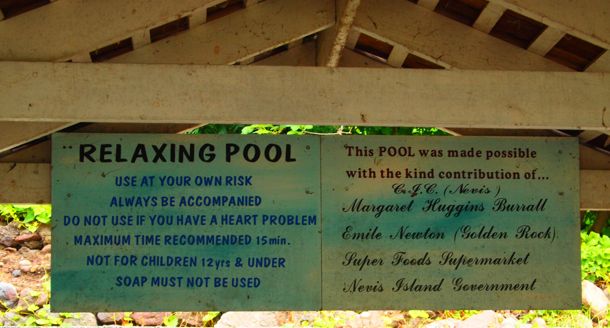 RELAXING POOL
USE AT YOUR OWN RISK
ALWAYS BE ACCOMPANIED
DO NOT USE IF YOU HAVE A HEART PROBLEM
MAXIMUM TIME RECOMMENDED 15min.
NOT FOR CHILDREN 12yrs & UNDER
SOAP MUST NOT BE USED
This POOL was made possible
with the kind contribution of...
C.I.C. (Nevis)
Margaret Huggins Burrall
Emile Newton (Golden Rock).
Super Foods Supermarket
Nevis Island Government